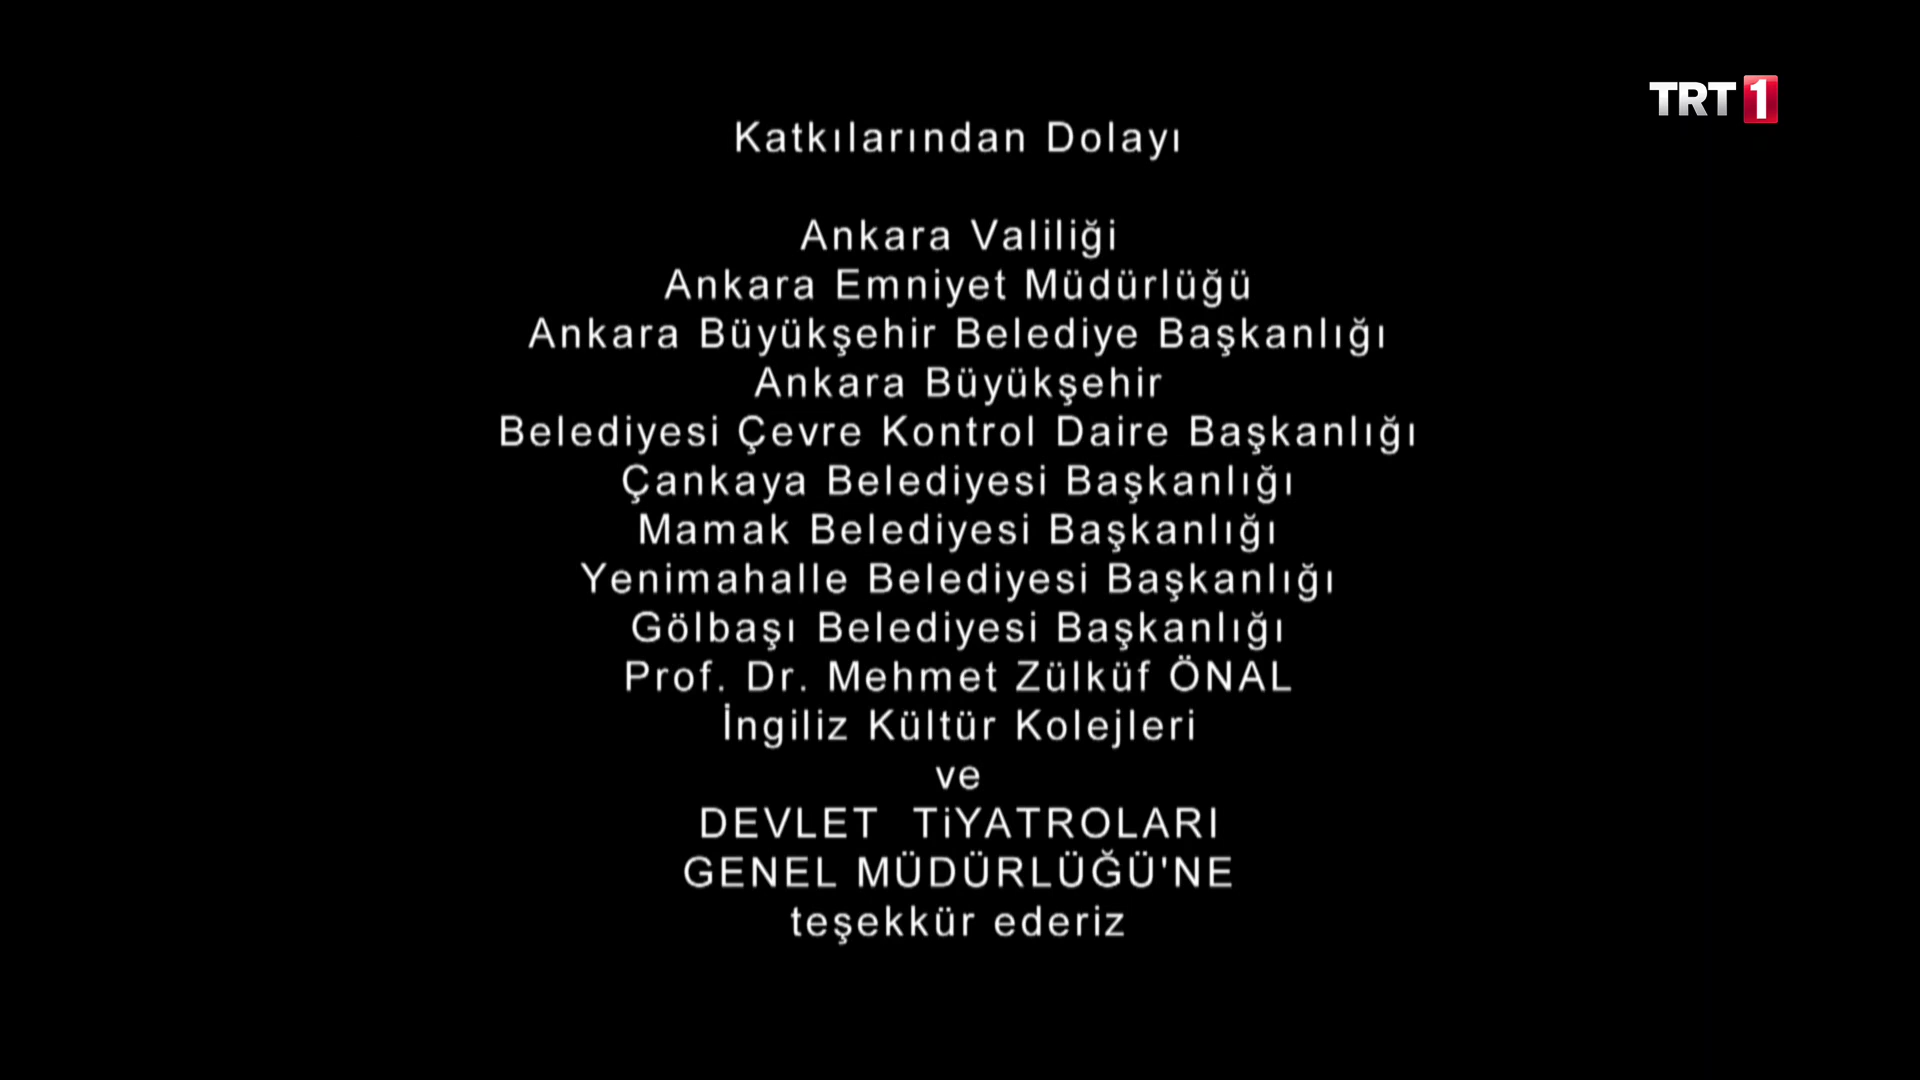 TRT 1
Katkılarından Dolayı
Ankara Valiliği
Ankara Emniyet Müdürlüğü
Ankara Büyükşehir Belediye Başkanlığı
Ankara Büyükşehir
Belediyesi Çevre Kontrol Daire Başkanlığı
Çankaya Belediyesi Başkanlığı
Mamak Belediyesi Başkanlığı
Yenimahalle Belediyesi Başkanlığı
Gölbaşı Belediyesi Başkanlığı
Prof. Dr. Mehmet Zülküf ÖNAL
İngiliz Kültür Kolejleri
ve
DEVLET TiYATROLARI
GENEL MÜDÜRLÜĞÜ'NE
teşekkür ederiz